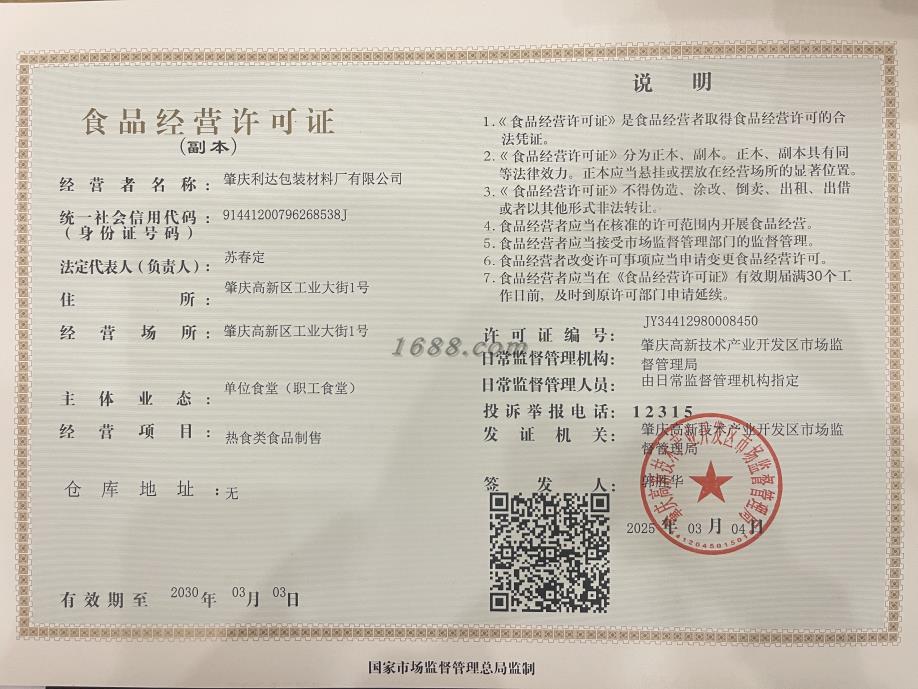 食品经营许可证
(副本)
经营者名称：肇庆利达包装材料厂有限公司
统一社会信用代码：91441200796268538J
(身份证号码)
法定代表人(负责人)：苏春定
住所：肇庆高新区工业大街1号
经营场所：肇庆高新区工业大街1号
主体业态：单位食堂（职工食堂）
经营项目：热食类食品制售
仓库地址：无
有效期至 2030年 03月 03日
说明
1.《食品经营许可证》是食品经营者取得食品经营许可的合
法凭证。
2.《食品经营许可证》分为正本、副本。正本、副本具有同
等法律效力。正本应当悬挂或摆放在经营场所的显著位置。
3.《食品经营许可证》不得伪造、涂改、倒卖、出租、出借
或者以其他形式非法转让。
4.食品经营者应当在核准的许可范围内开展食品经营。
5.食品经营者应当接受市场监督管理部门的监督管理。
6.食品经营者改变许可事项应当申请变更食品经营许可。
7.食品经营者应当在《食品经营许可证》有效期届满30个工
作日前，及时到原许可部门申请延续。
许可证编号：JY34412980008450
日常监督管理机构：肇庆高新技术产业开发区市场监
督管理局
日常监督管理人员：由日常监督管理机构指定
投诉举报电话：12315
发证机关：肇庆高新技术产业开发区市场监
督管理局
签发人：郭胜华
2025年 03月 04日
肇庆高新技术产业开发区市场监督管理局
1688.com
国家市场监督管理总局监制